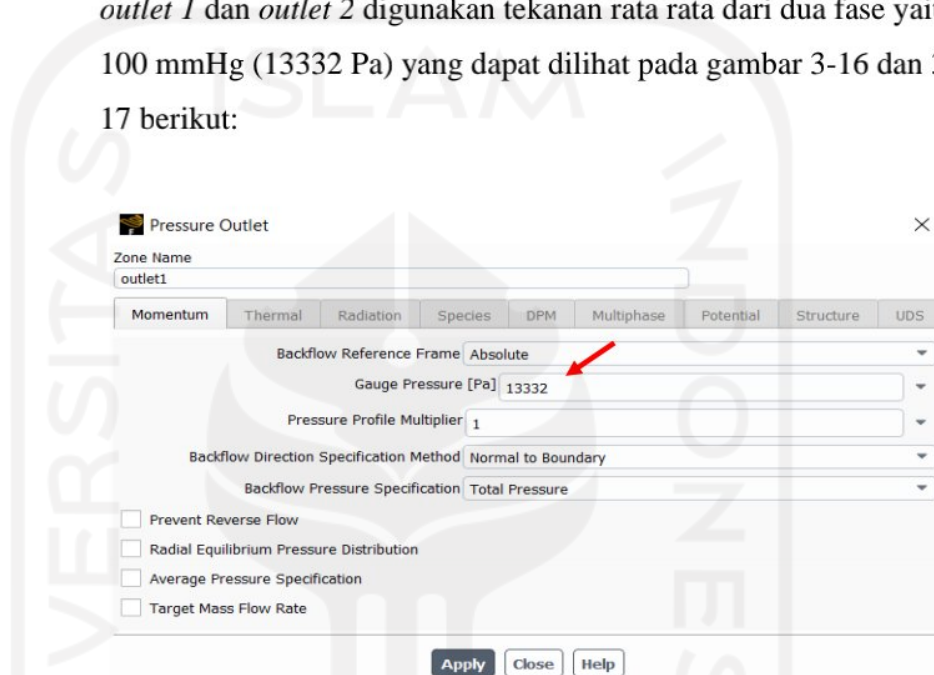 outlet 1 dan outlet 2 digunakan tekanan rata rata dari dua fase
100 mmHg (13332 Pa) yang dapat dilihat pada gambar 3-16 dan
17 berikut:
ISLAM
UNIVERSITAS
INDONES
Pressure Outlet
Zone Name
outlet1
Momentum Thermal Radiation Species DPM Multiphase Potential Structure UDS
Backflow Reference Frame Absolute
Gauge Pressure [Pa] 13332
Pressure Profile Multiplier 1
Backflow Direction Specification Method Normal to Boundary
Backflow Pressure Specification Total Pressure
Prevent Reverse Flow
Radial Equilibrium Pressure Distribution
Average Pressure Specification
Target Mass Flow Rate
Apply Close Help